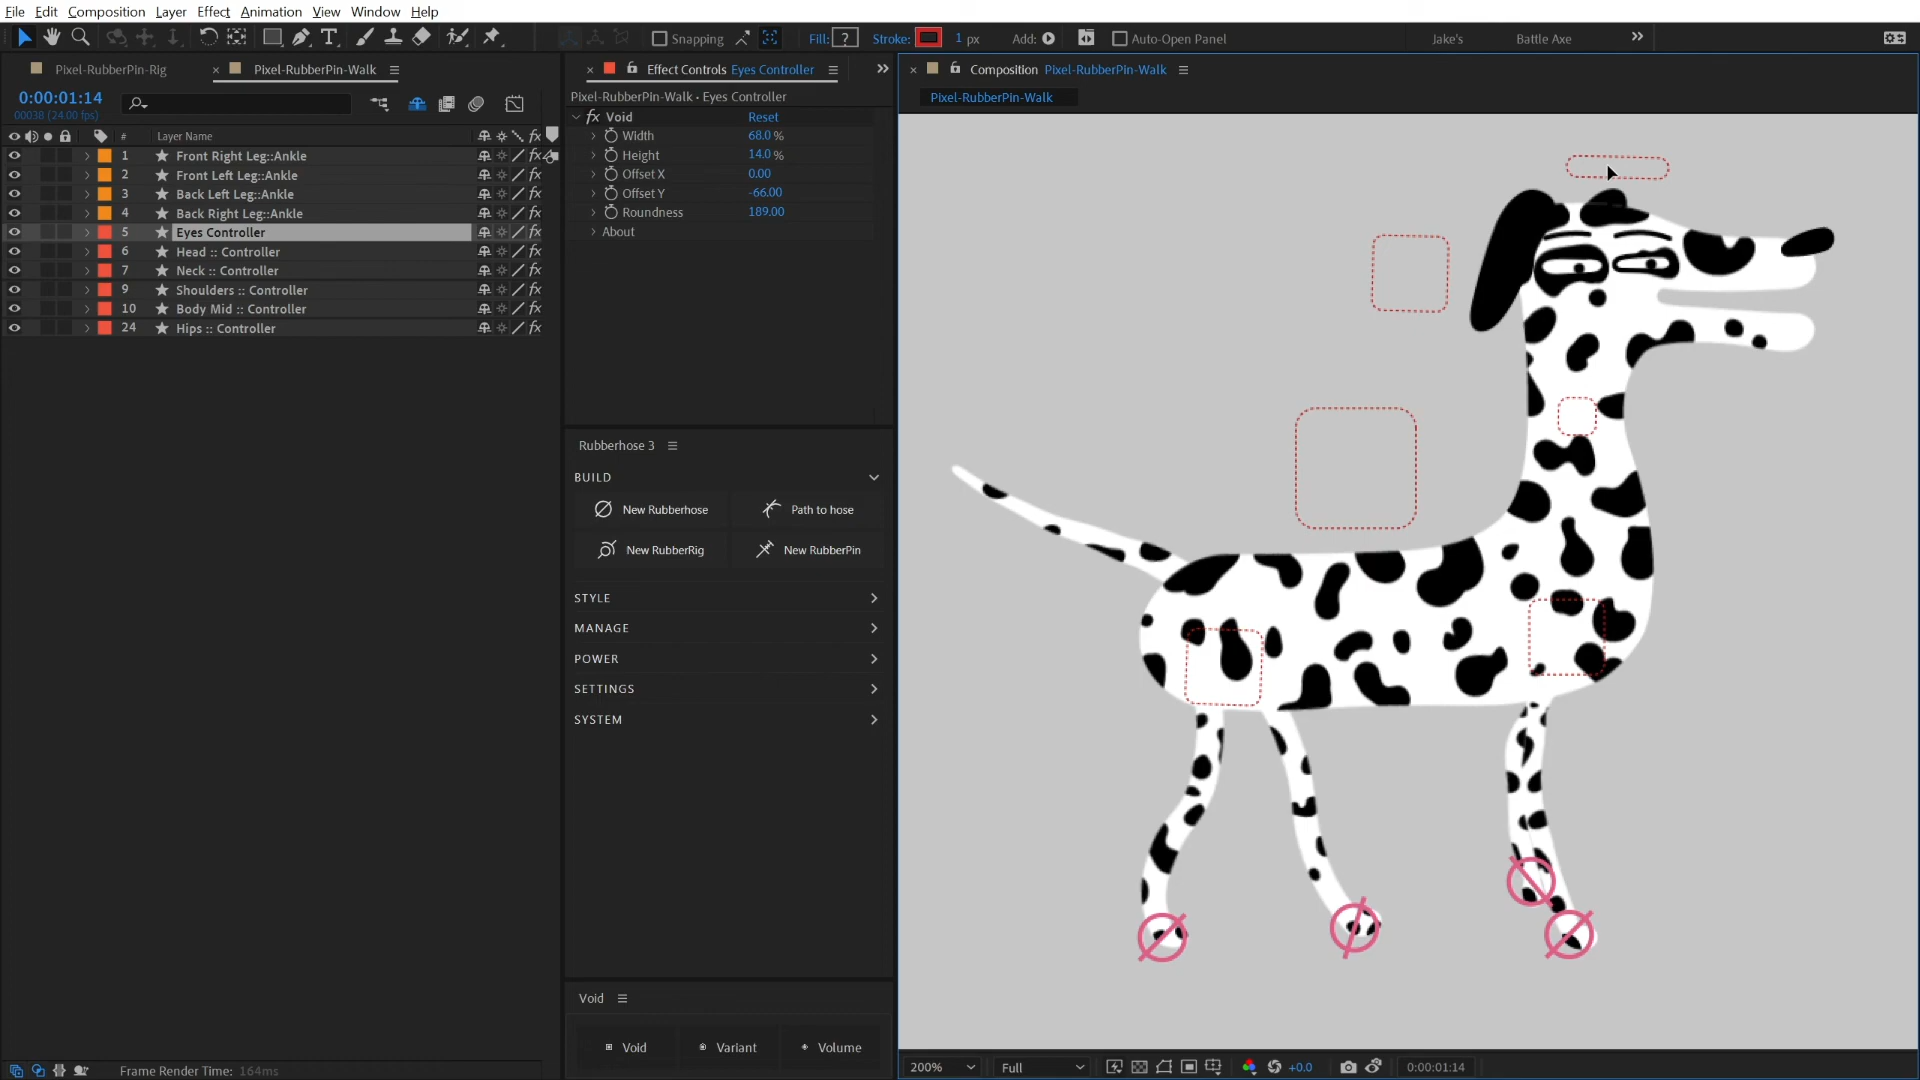 File Edit Composition Layer Effect Animation View Window Help
Snapping Fill: ? Stroke: 1 px Add: Auto-Open Panel Jake's Battle Axe
Pixel-RubberPin-Rig × Pixel-RubberPin-Walk
0:00:01:14
00038 (24.00 fps)
# Layer Name
1 Front Right Leg::Ankle
2 Front Left Leg::Ankle
3 Back Left Leg::Ankle
4 Back Right Leg::Ankle
5 Eyes Controller
6 Head :: Controller
7 Neck :: Controller
9 Shoulders :: Controller
10 Body Mid :: Controller
24 Hips :: Controller
Frame Render Time: 164ms
× Effect Controls Eyes Controller
Pixel-RubberPin-Walk • Eyes Controller
fx Void Reset
Width 68.0 %
Height 14.0 %
Offset X 0.00
Offset Y -66.00
Roundness 189.00
About
Rubberhose 3
BUILD
New Rubberhose Path to hose
New RubberRig New RubberPin
STYLE
MANAGE
POWER
SETTINGS
SYSTEM
Void
Void Variant Volume
× Composition Pixel-RubberPin-Walk
Pixel-RubberPin-Walk
200% Full +0.0 0:00:01:14